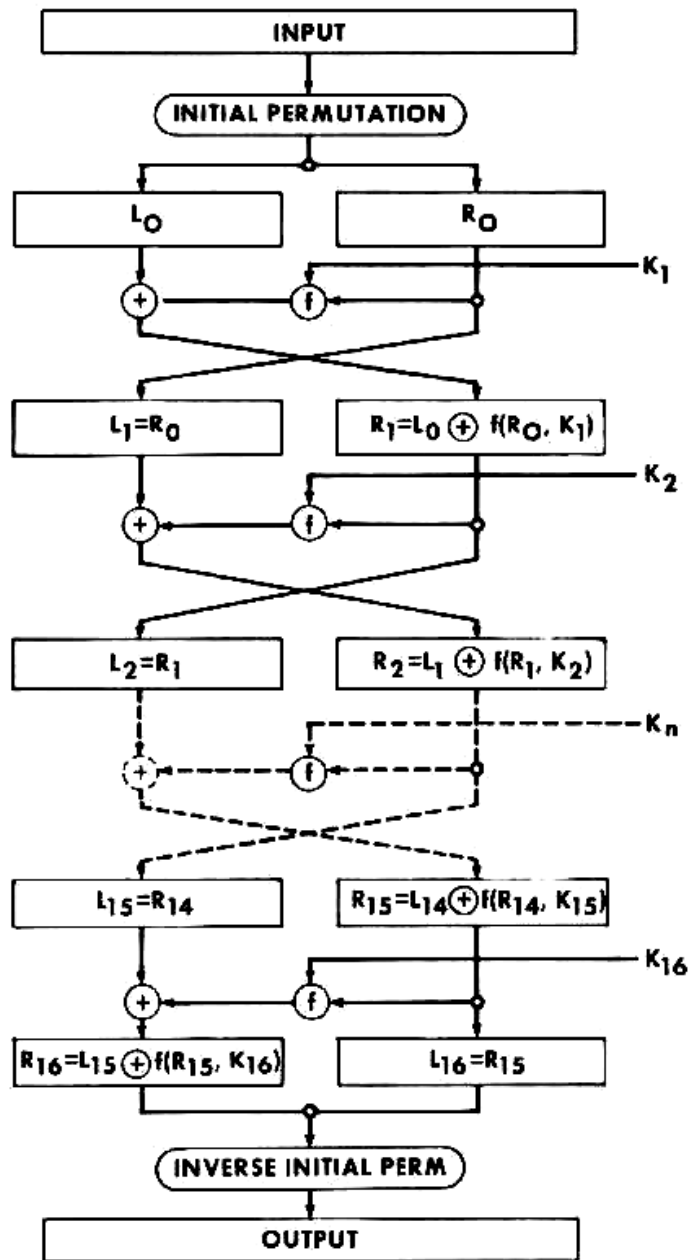 INPUT
INITIAL PERMUTATION
L₀ R₀
K₁
+ f
L₁=R₀ R₁=L₀ ⊕ f(R₀, K₁)
K₂
+ f
L₂=R₁ R₂=L₁ ⊕ f(R₁, K₂)
Kₙ
+ f
L₁₅=R₁₄ R₁₅=L₁₄ ⊕ f(R₁₄, K₁₅)
K₁₆
+ f
R₁₆=L₁₅ ⊕ f(R₁₅, K₁₆) L₁₆=R₁₅
INVERSE INITIAL PERM
OUTPUT